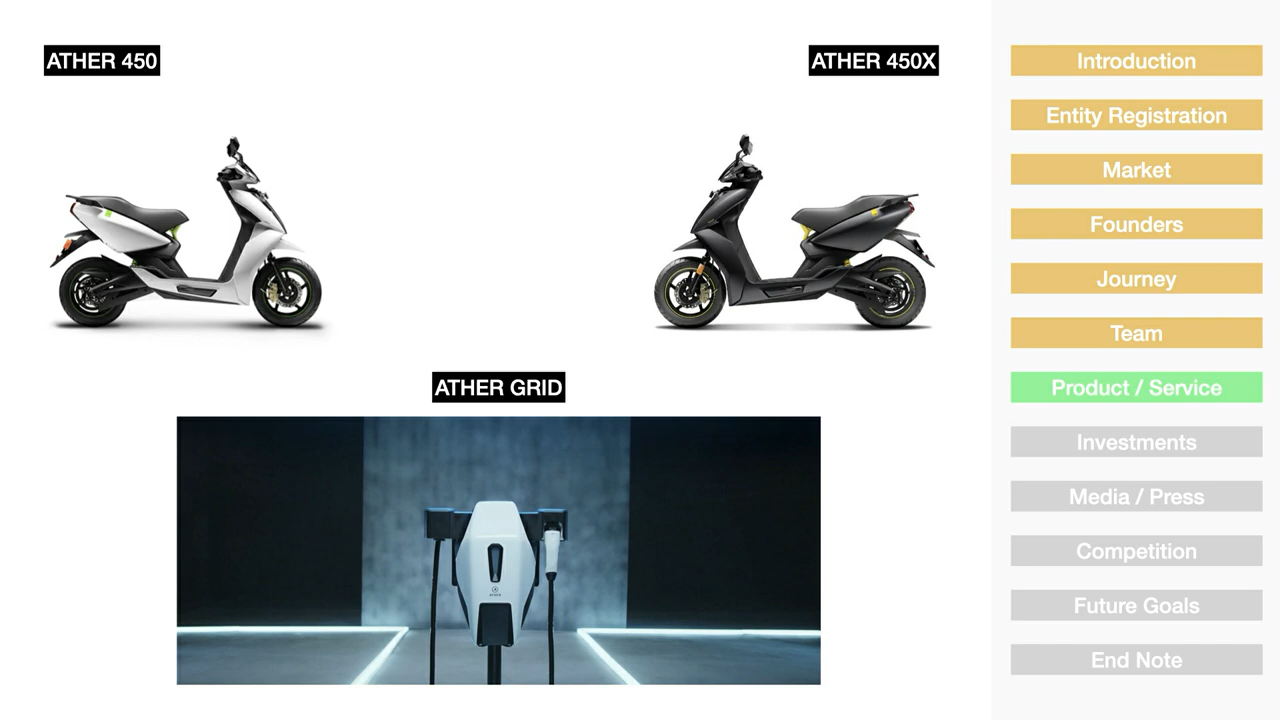 ATHER 450
ATHER 450X
ATHER GRID
ATHER
Introduction
Entity Registration
Market
Founders
Journey
Team
Product / Service
Investments
Media / Press
Competition
Future Goals
End Note